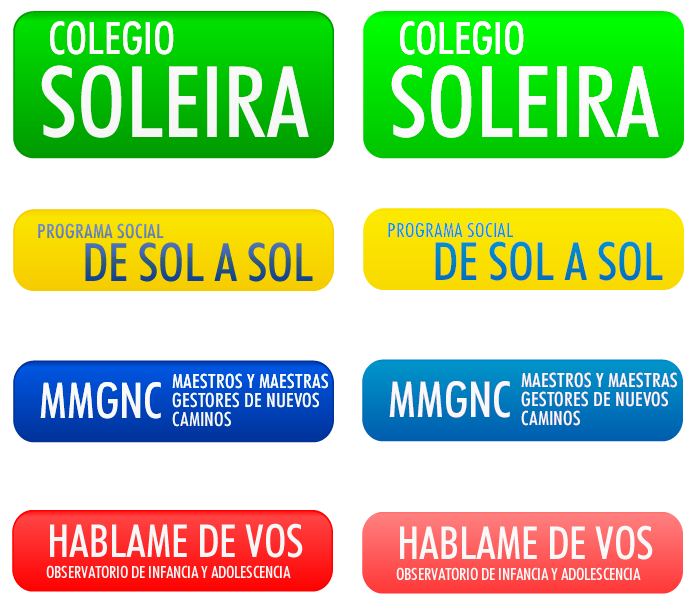 COLEGIO
SOLEIRA
COLEGIO
SOLEIRA
PROGRAMA SOCIAL
DE SOL A SOL
PROGRAMA SOCIAL
DE SOL A SOL
MMGNC
MAESTROS Y MAESTRAS
GESTORES DE NUEVOS
CAMINOS
MMGNC
MAESTROS Y MAESTRAS
GESTORES DE NUEVOS
CAMINOS
HABLAME DE VOS
OBSERVATORIO DE INFANCIA Y ADOLESCENCIA
HABLAME DE VOS
OBSERVATORIO DE INFANCIA Y ADOLESCENCIA